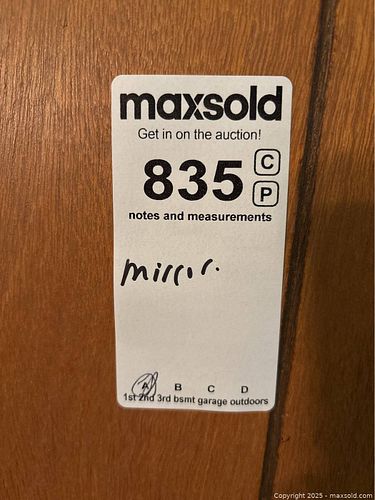 maxsold
Get in on the auction!
835 C
P
notes and measurements
mirror.
A B C D
1st 2nd 3rd bsmt garage outdoors
Copyright 2025 - maxsold.com